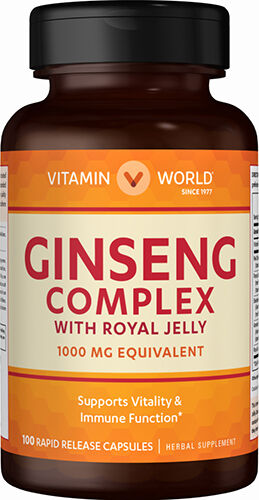 VITAMIN V WORLD®
SINCE 1977
GINSENG
COMPLEX
WITH ROYAL JELLY
1000 MG EQUIVALENT
Supports Vitality &
Immune Function*
100 RAPID RELEASE CAPSULES | HERBAL SUPPLEMENT